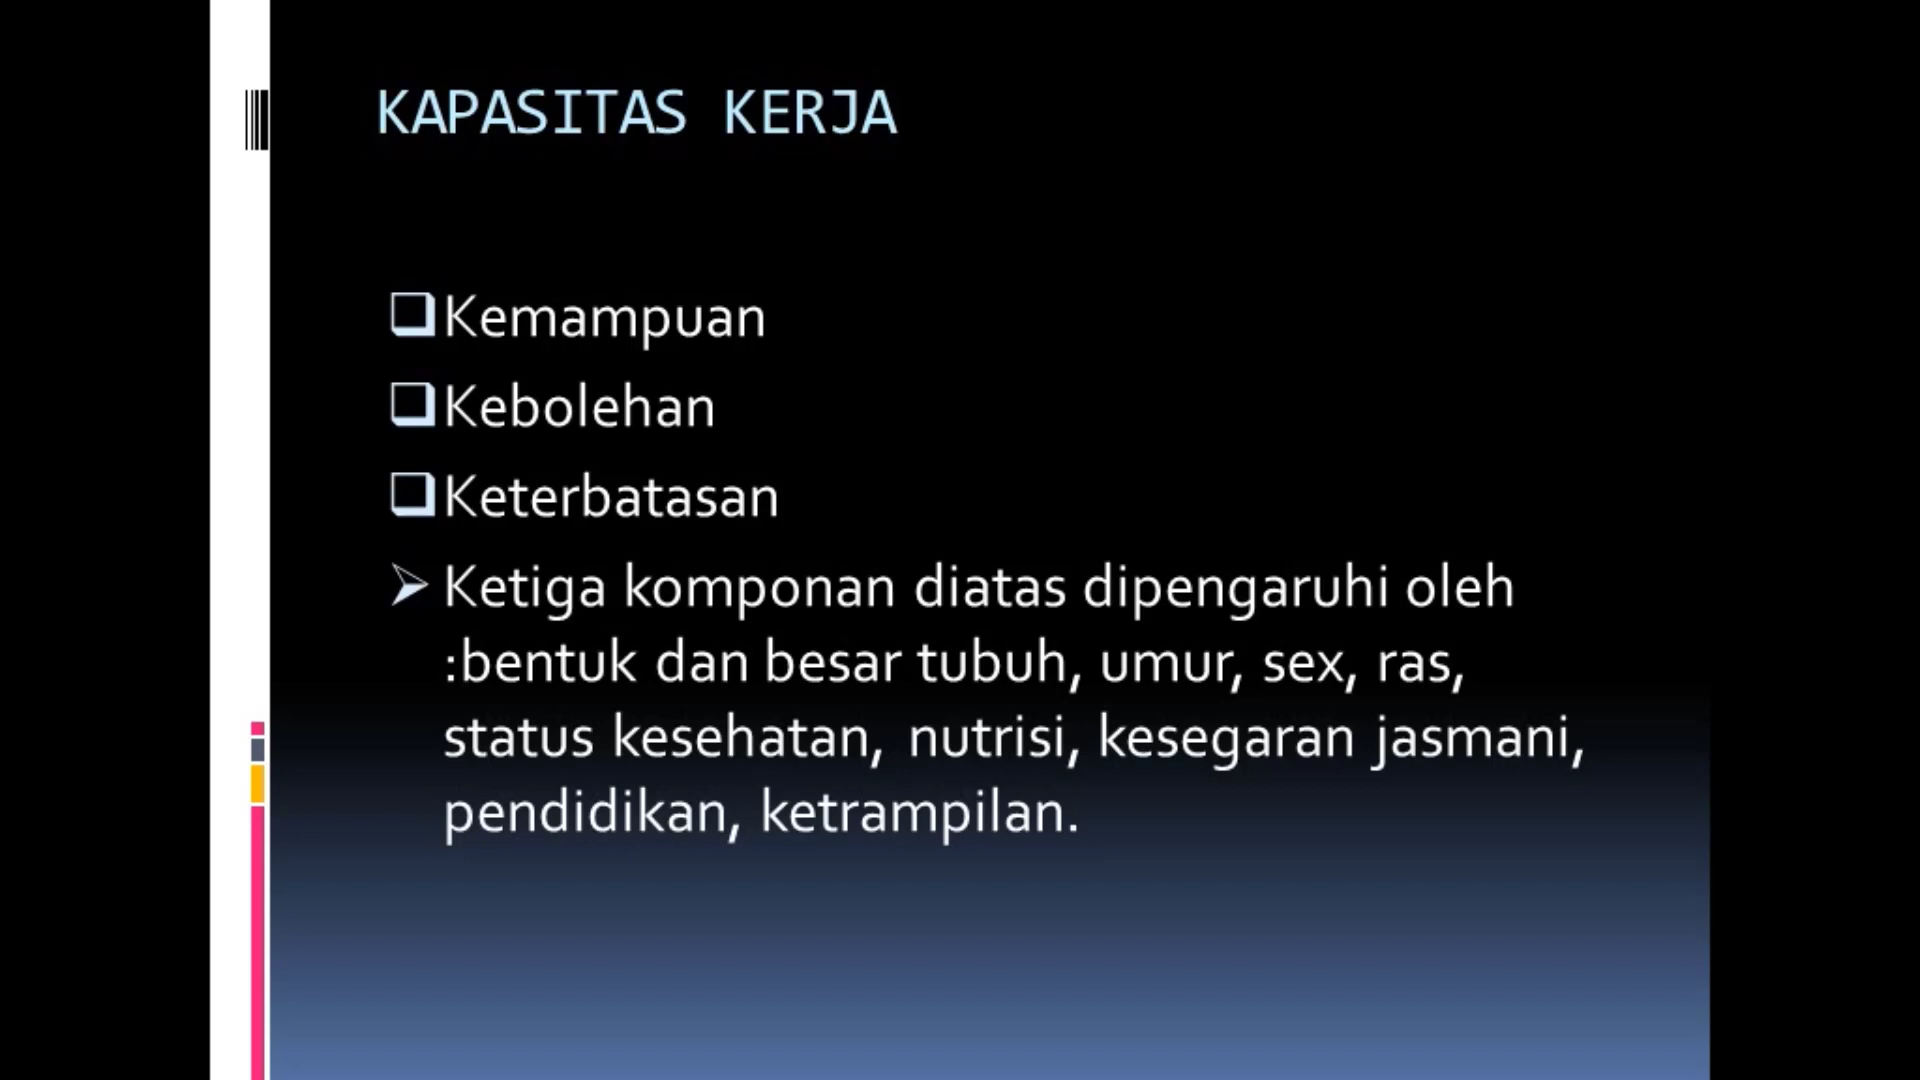 KAPASITAS KERJA
Kemampuan
Kebolehan
Keterbatasan
Ketiga komponan diatas dipengaruhi oleh
:bentuk dan besar tubuh, umur, sex, ras,
status kesehatan, nutrisi, kesegaran jasmani,
pendidikan, ketrampilan.